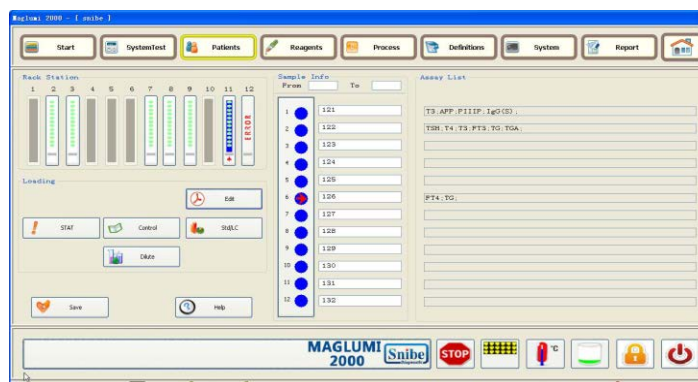 Maglumi 2000 - [ snibe ]
Start SystemTest Patients Reagents Process Definitions System Report
Rack Station
1 2 3 4 5 6 7 8 9 10 11 12
ERROR
Loading
Edit
STAT Control Std/LC
Dilute
Save Help
Sample Info
From To
1 121
2 122
3 123
4 124
5 125
6 126
7 127
8 128
9 129
10 130
11 131
12 132
Assay List
T3;APP;PIIIP;IgG(S);
TSH;T4;T3;FT3;TG;TGA;
FT4;TG;
MAGLUMI
2000
Snibe
STOP
°C